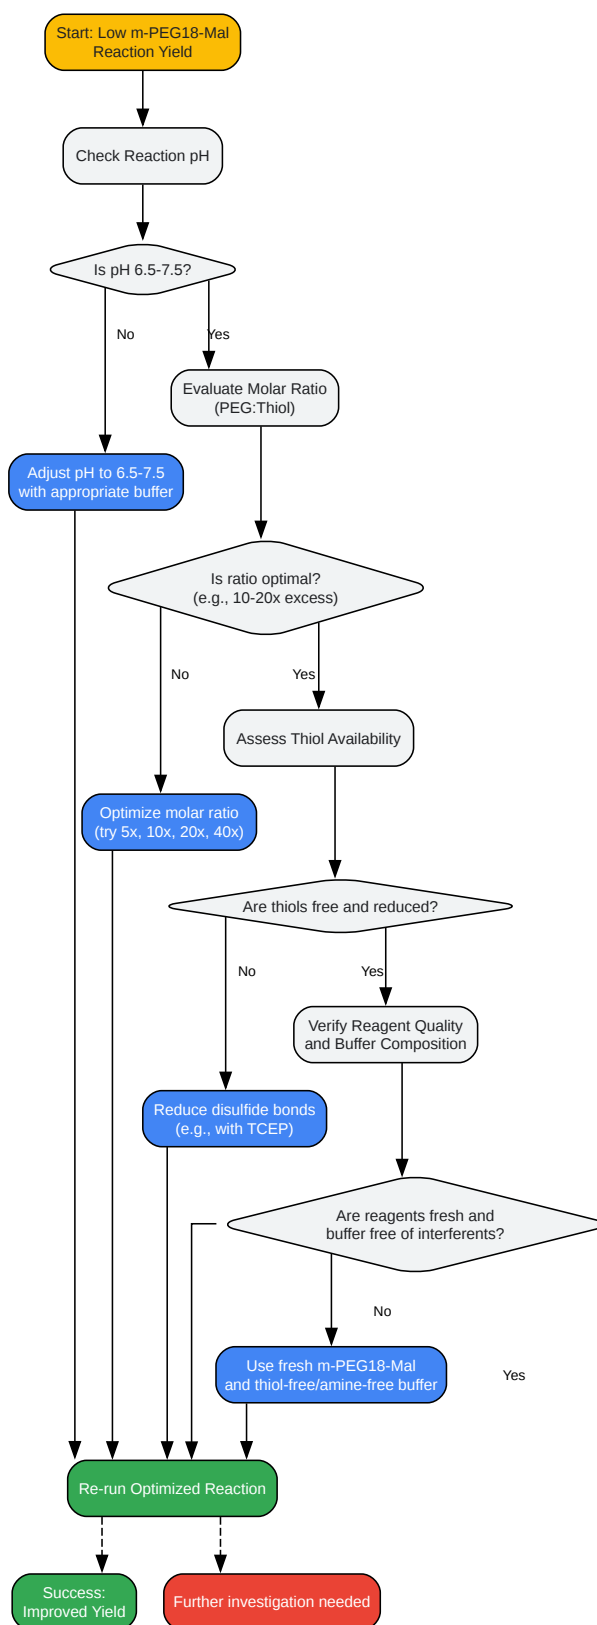 Start: Low m-PEG18-Mal
Reaction Yield
Check Reaction pH
Is pH 6.5-7.5?
No
Yes
Evaluate Molar Ratio
(PEG:Thiol)
Adjust pH to 6.5-7.5
with appropriate buffer
Is ratio optimal?
(e.g., 10-20x excess)
No
Yes
Assess Thiol Availability
Optimize molar ratio
(try 5x, 10x, 20x, 40x)
Are thiols free and reduced?
No
Yes
Verify Reagent Quality
and Buffer Composition
Reduce disulfide bonds
(e.g., with TCEP)
Are reagents fresh and
buffer free of interferents?
No
Use fresh m-PEG18-Mal
and thiol-free/amine-free buffer
Yes
Re-run Optimized Reaction
Success:
Improved Yield
Further investigation needed